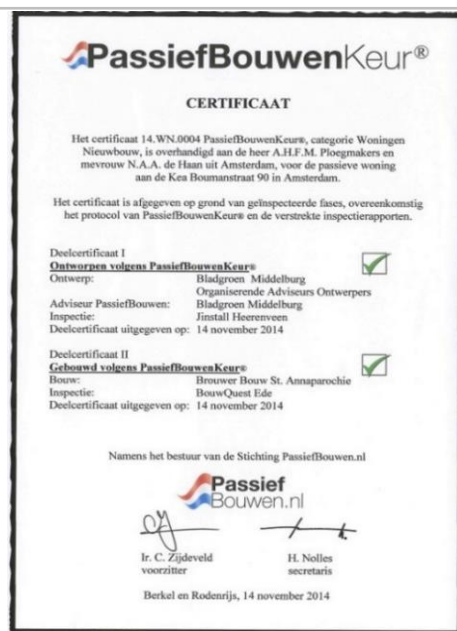 PassiefBouwenKeur®
CERTIFICAAT
Het certificaat 14.WN.0004 PassiefBouwenKeur®, categorie Woningen
Nieuwbouw, is overhandigd aan de heer A.H.F.M. Ploegmakers en
mevrouw N.A.A. de Haan uit Amsterdam, voor de passieve woning
aan de Kea Boumanstraat 90 in Amsterdam.
Het certificaat is afgegeven op grond van geïnspecteerde fases, overeenkomstig
het protocol van PassiefBouwenKeur® en de verstrekte inspectierapporten.
Deelcertificaat I
Ontworpen volgens PassiefBouwenKeur®
Ontwerp: Bladgroen Middelburg
Organiserende Adviseurs Ontwerpers
Adviseur PassiefBouwen: Bladgroen Middelburg
Inspectie: Jinstall Heerenveen
Deelcertificaat uitgegeven op: 14 november 2014
Deelcertificaat II
Gebouwd volgens PassiefBouwenKeur®
Bouw: Brouwer Bouw St. Annaparochie
Inspectie: BouwQuest Ede
Deelcertificaat uitgegeven op: 14 november 2014
Namens het bestuur van de Stichting PassiefBouwen.nl
Passief
Bouwen.nl
Ir. C. Zijdeveld H. Nolles
voorzitter secretaris
Berkel en Rodenrijs, 14 november 2014